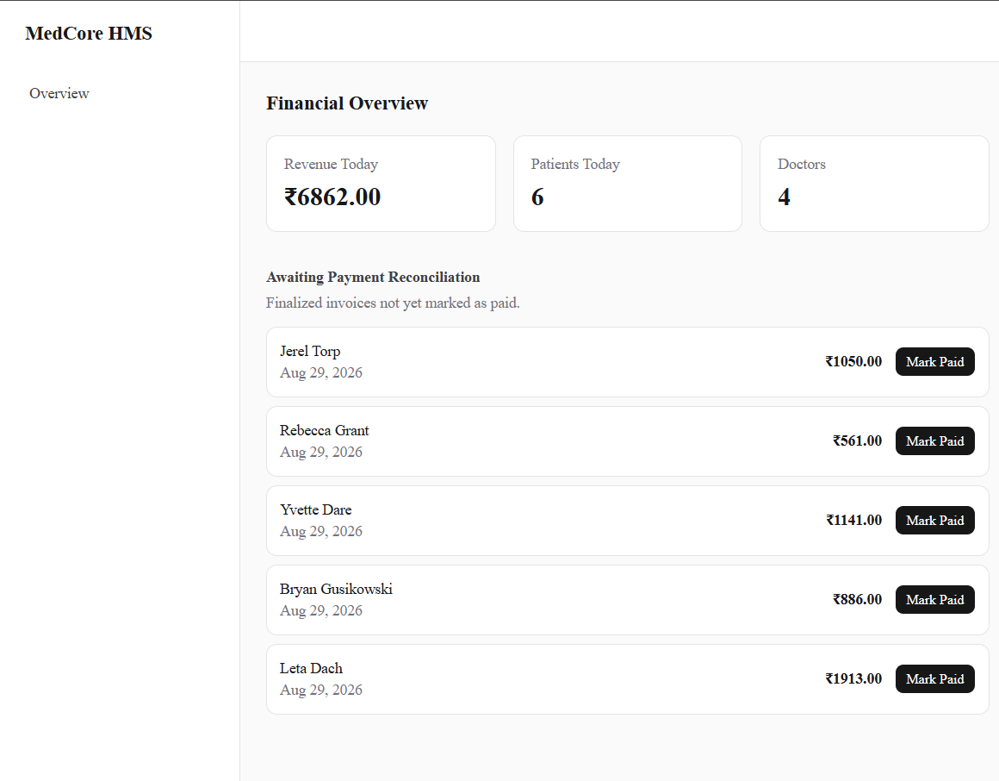 MedCore HMS
Overview
Financial Overview
Revenue Today
₹6862.00
Patients Today
6
Doctors
4
Awaiting Payment Reconciliation
Finalized invoices not yet marked as paid.
Jerel Torp
Aug 29, 2026
₹1050.00 Mark Paid
Rebecca Grant
Aug 29, 2026
₹561.00 Mark Paid
Yvette Dare
Aug 29, 2026
₹1141.00 Mark Paid
Bryan Gusikowski
Aug 29, 2026
₹886.00 Mark Paid
Leta Dach
Aug 29, 2026
₹1913.00 Mark Paid